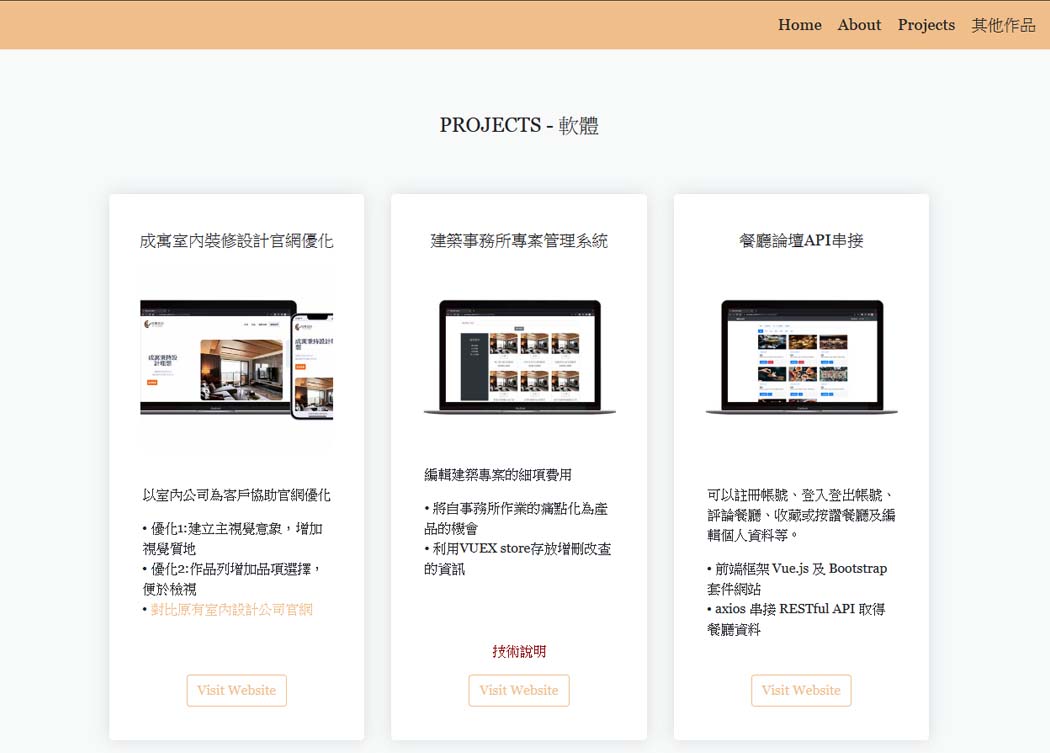 Home About Projects 其他作品
PROJECTS - 軟體
成寓室內裝修設計官網優化
以室內公司為客戶協助官網優化
• 優化1:建立主視覺意象，增加
視覺質地
• 優化2:作品列增加品項選擇，
便於檢視
• 對比原有室內設計公司官網
Visit Website
建築事務所專案管理系統
編輯建築專案的細項費用
• 將自事務所作業的痛點化為產
品的機會
• 利用VUEX store存放增刪改查
的資訊
技術說明
Visit Website
餐廳論壇API串接
可以註冊帳號、登入登出帳號、
評論餐廳、收藏或按讚餐廳及編
輯個人資料等。
• 前端框架 Vue.js 及 Bootstrap
套件網站
• axios 串接 RESTful API 取得
餐廳資料
Visit Website